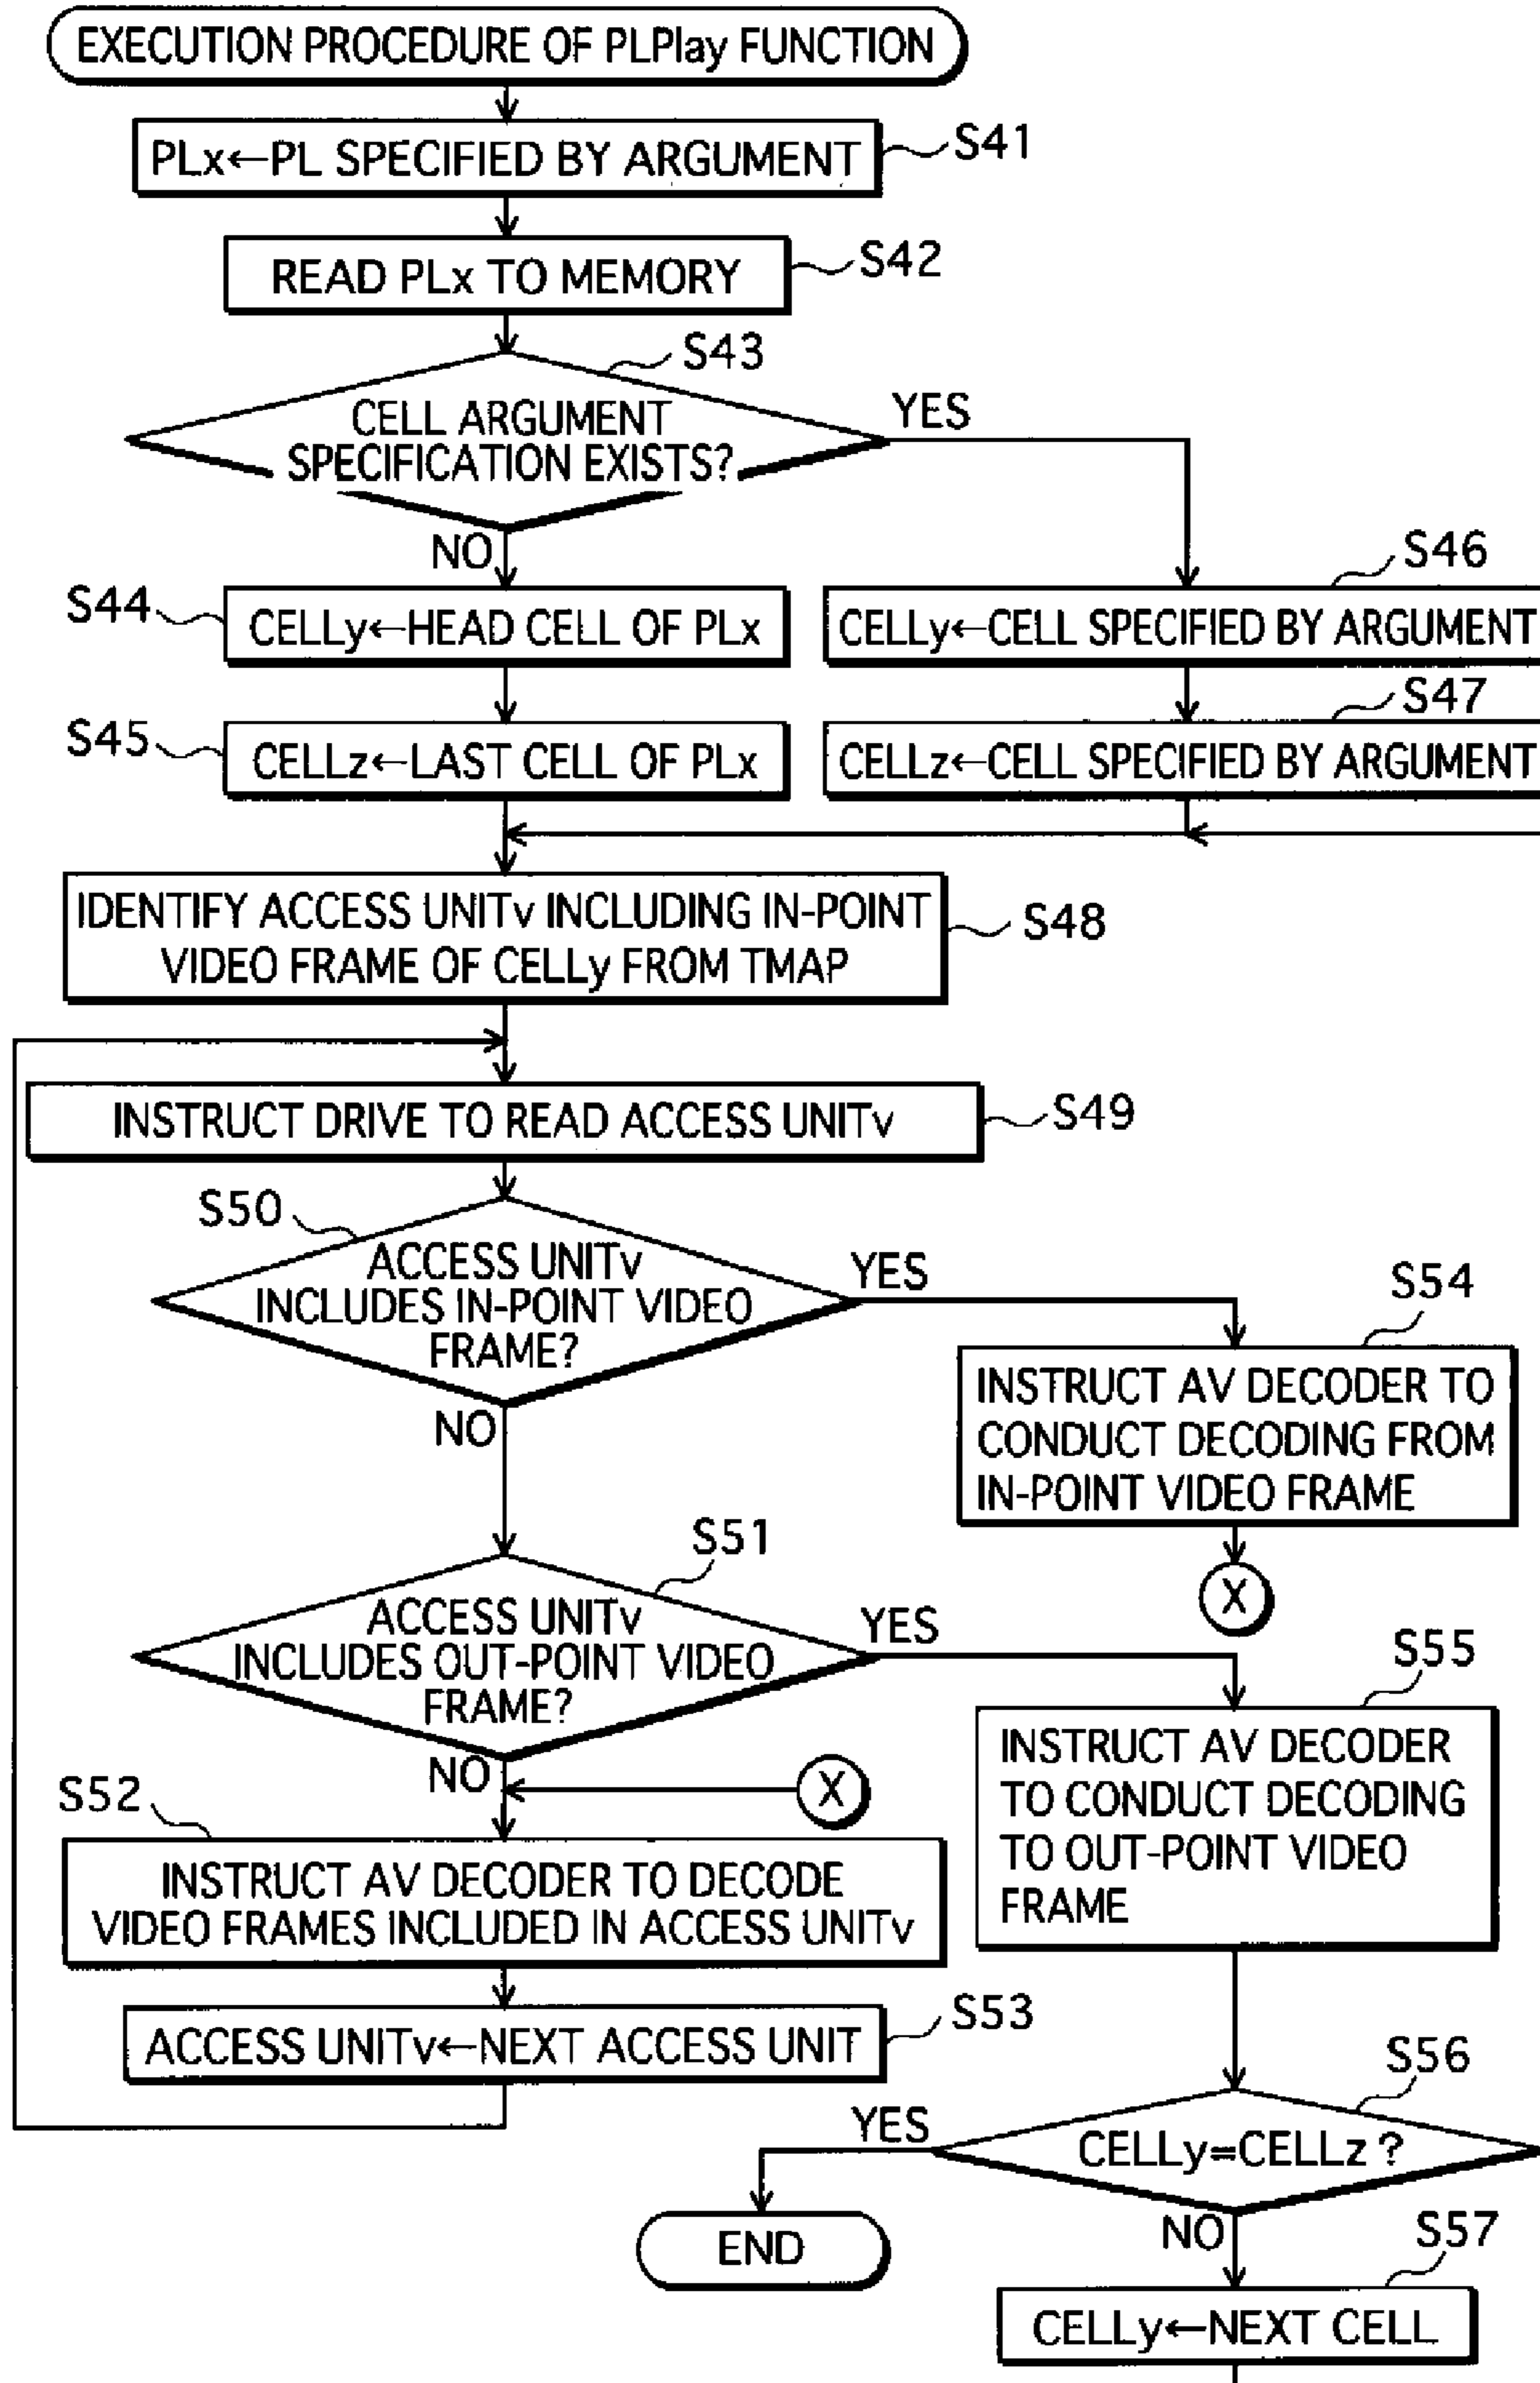 EXECUTION PROCEDURE OF PLPlay FUNCTION
PLx←PL SPECIFIED BY ARGUMENT
S41
READ PLx TO MEMORY
S42
S43
CELL ARGUMENT
SPECIFICATION EXISTS?
YES
NO
S44
CELLy←HEAD CELL OF PLx
S46
CELLy←CELL SPECIFIED BY ARGUMENT
S45
CELLz←LAST CELL OF PLx
S47
CELLz←CELL SPECIFIED BY ARGUMENT
IDENTIFY ACCESS UNITv INCLUDING IN-POINT
VIDEO FRAME OF CELLy FROM TMAP
S48
INSTRUCT DRIVE TO READ ACCESS UNITv
S49
S50
ACCESS UNITv
INCLUDES IN-POINT VIDEO
FRAME?
YES
NO
S54
INSTRUCT AV DECODER TO
CONDUCT DECODING FROM
IN-POINT VIDEO FRAME
X
S51
ACCESS UNITv
INCLUDES OUT-POINT VIDEO
FRAME?
YES
NO
X
S55
INSTRUCT AV DECODER
TO CONDUCT DECODING
TO OUT-POINT VIDEO
FRAME
S52
INSTRUCT AV DECODER TO DECODE
VIDEO FRAMES INCLUDED IN ACCESS UNITv
ACCESS UNITv←NEXT ACCESS UNIT
S53
S56
CELLy=CELLz ?
YES
END
NO
S57
CELLy←NEXT CELL